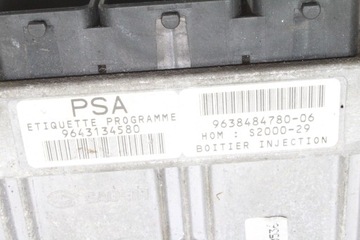 PSA
ETIQUETTE PROGRAMME
9643134580
9638484780-06
HOM : S2000-29
BOITIER INJECTION